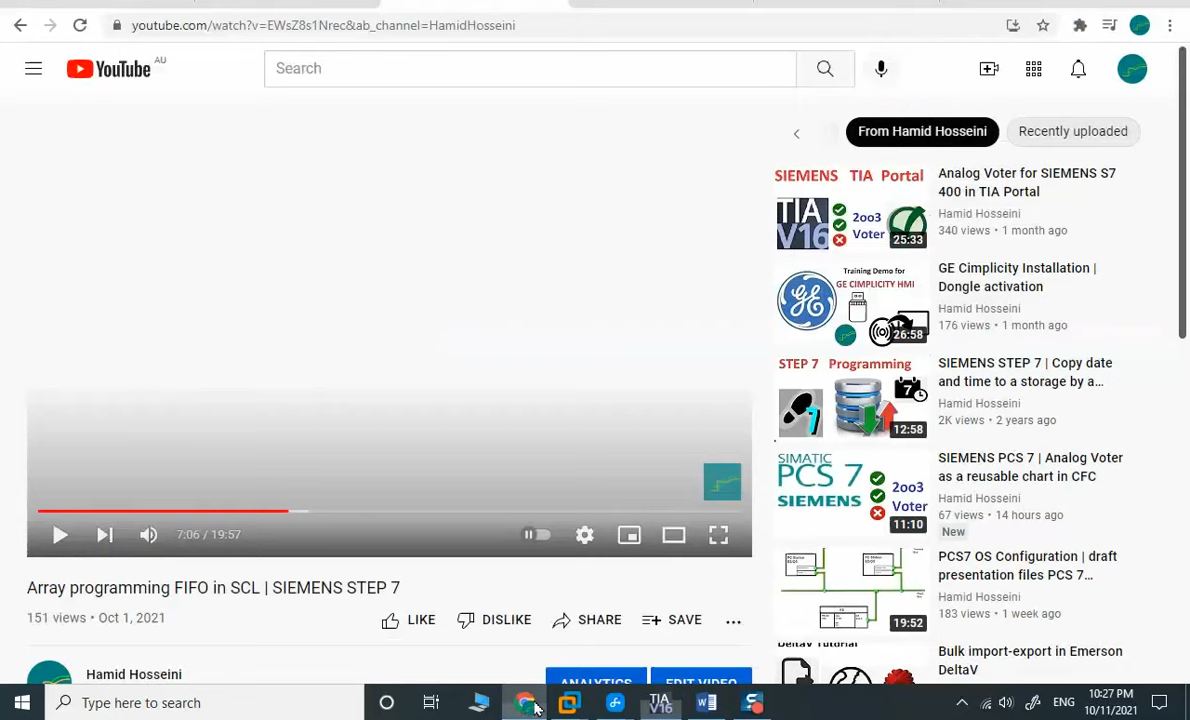 youtube.com/watch?v=EWsZ8s1Nrec&ab_channel=HamidHosseini
YouTube AU
Search
From Hamid Hosseini
Recently uploaded
SIEMENS TIA Portal
TIA V16
2oo3
Voter
25:33
Analog Voter for SIEMENS S7
400 in TIA Portal
Hamid Hosseini
340 views • 1 month ago
Training Demo for
GE CIMPLICITY HMI
26:58
GE Cimplicity Installation |
Dongle activation
Hamid Hosseini
176 views • 1 month ago
STEP 7 Programming
7
7
12:58
SIEMENS STEP 7 | Copy date
and time to a storage by a...
Hamid Hosseini
2K views • 2 years ago
SIMATIC
PCS 7
SIEMENS
2oo3
Voter
11:10
SIEMENS PCS 7 | Analog Voter
as a reusable chart in CFC
Hamid Hosseini
67 views • 14 hours ago
New
19:52
PCS7 OS Configuration | draft
presentation files PCS 7...
Hamid Hosseini
183 views • 1 week ago
DeltaV Tutorial
Bulk import-export in Emerson
DeltaV
7:06 / 19:57
Array programming FIFO in SCL | SIEMENS STEP 7
151 views • Oct 1, 2021
LIKE
DISLIKE
SHARE
SAVE
Hamid Hosseini
ANALYTICS
EDIT VIDEO
Type here to search
TIA V16
ENG
10:27 PM
10/11/2021